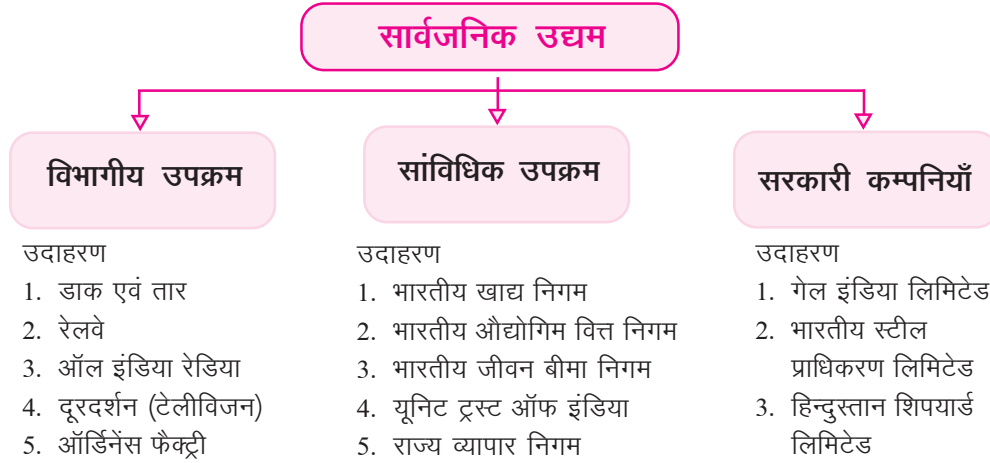 सार्वजनिक उद्यम
विभागीय उपक्रम
उदाहरण
1. डाक एवं तार
2. रेलवे
3. ऑल इंडिया रेडिया
4. दूरदर्शन (टेलीविजन)
5. ऑर्डिनेंस फैक्ट्री
सांविधिक उपक्रम
उदाहरण
1. भारतीय खाद्य निगम
2. भारतीय औद्योगिम वित्त निगम
3. भारतीय जीवन बीमा निगम
4. यूनिट ट्रस्ट ऑफ इंडिया
5. राज्य व्यापार निगम
सरकारी कम्पनियाँ
उदाहरण
1. गेल इंडिया लिमिटेड
2. भारतीय स्टील
प्राधिकरण लिमिटेड
3. हिन्दुस्तान शिपयार्ड
लिमिटेड